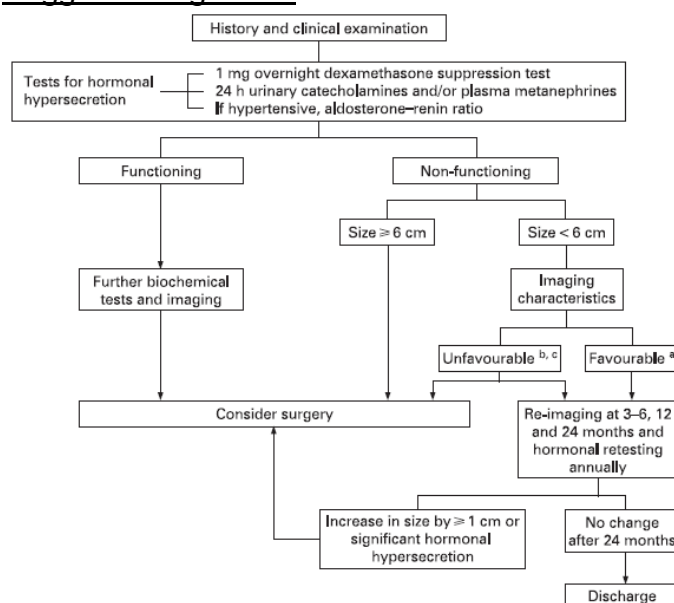 History and clinical examination
Tests for hormonal
hypersecretion
1 mg overnight dexamethasone suppression test
24 h urinary catecholamines and/or plasma metanephrines
If hypertensive, aldosterone–renin ratio
Functioning
Non-functioning
Size ⩾ 6 cm
Size < 6 cm
Further biochemical
tests and imaging
Imaging
characteristics
Unfavourable b, c
Favourable a
Consider surgery
Re-imaging at 3–6, 12
and 24 months and
hormonal retesting
annually
Increase in size by ⩾ 1 cm or
significant hormonal
hypersecretion
No change
after 24 months
Discharge